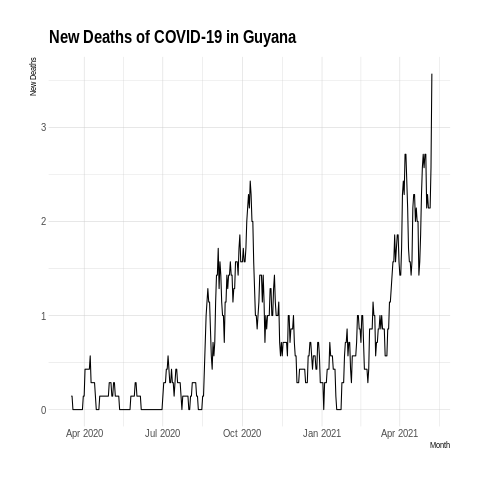 New Deaths of COVID-19 in Guyana
New Deaths
3
2
1
0
Apr 2020
Jul 2020
Oct 2020
Jan 2021
Apr 2021
Month